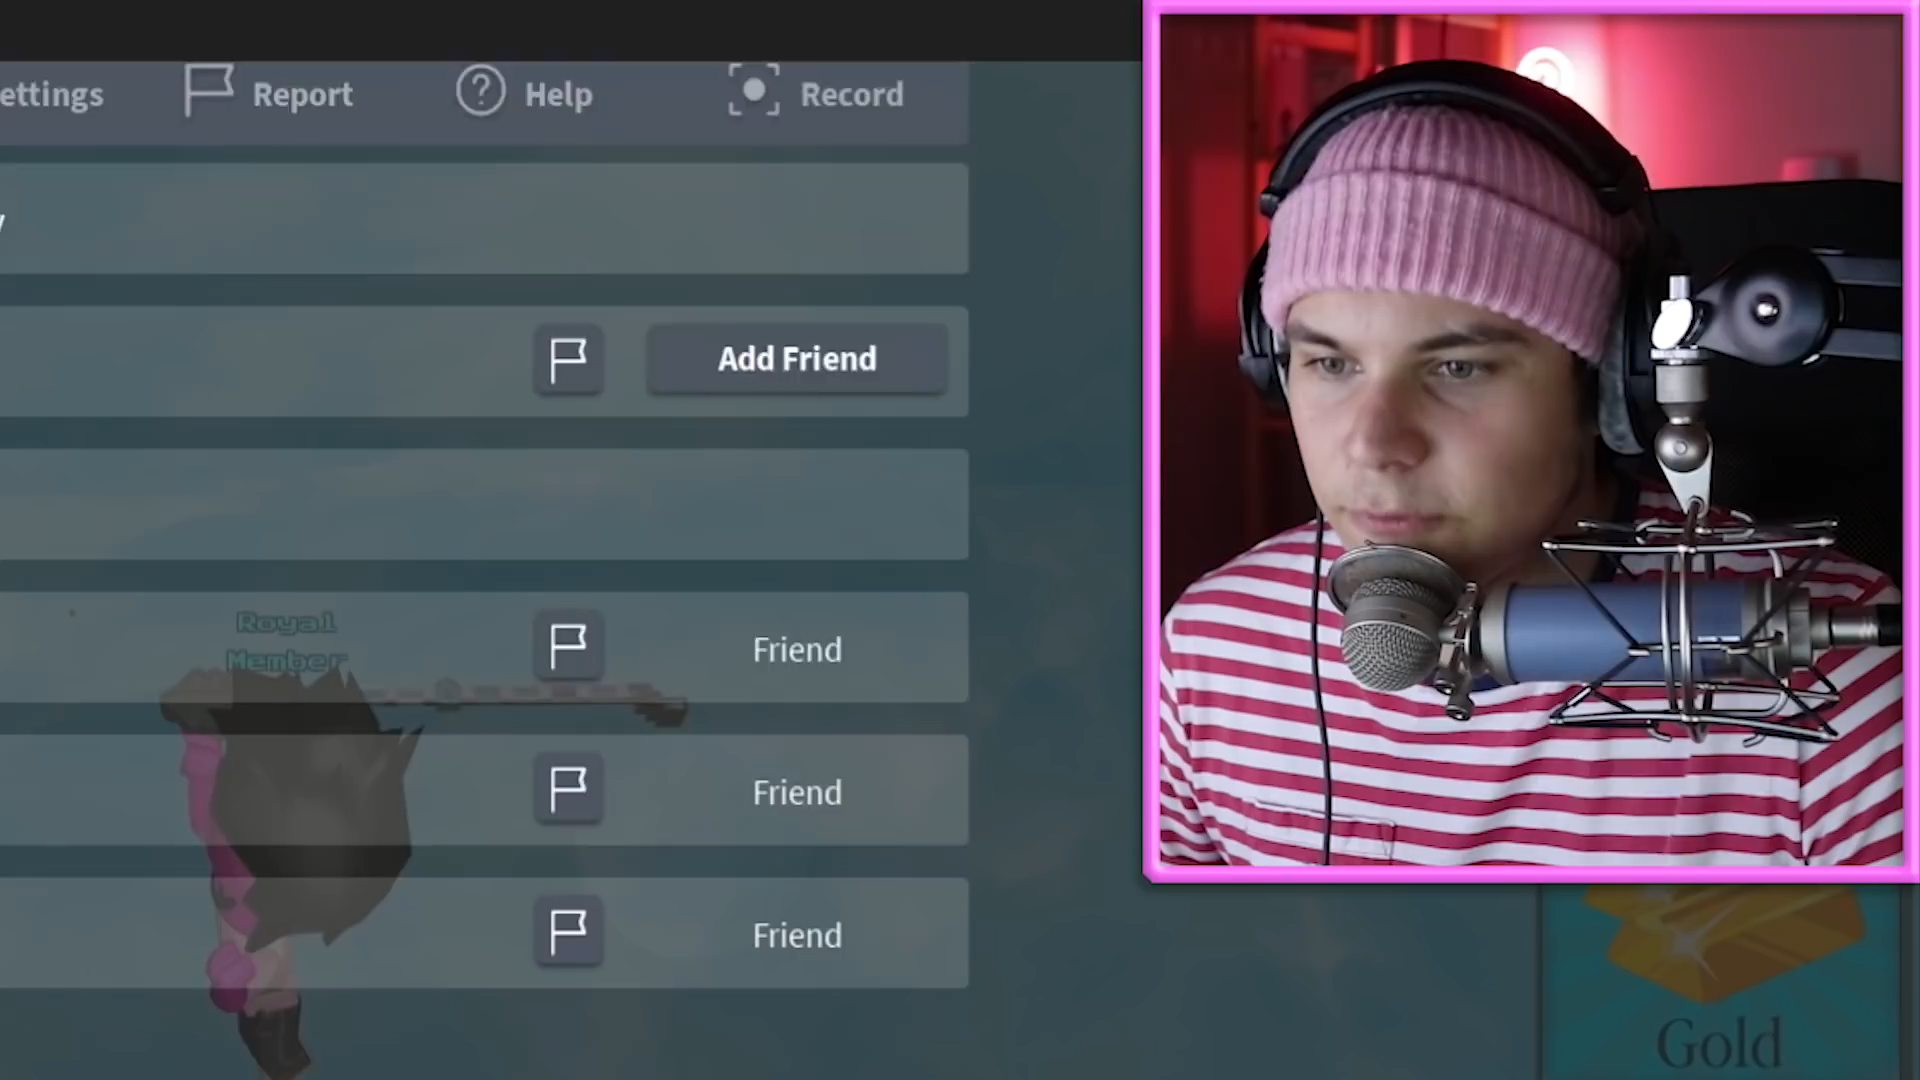 ettings Report Help Record
Add Friend
Royal
Member
Friend
Friend
Friend
Gold